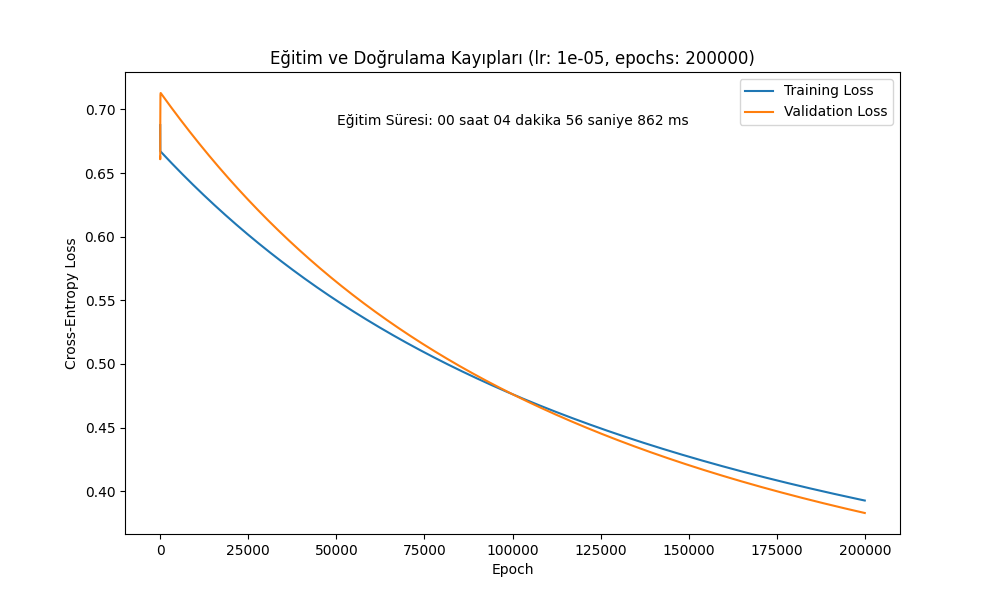 Eğitim ve Doğrulama Kayıpları (lr: 1e-05, epochs: 200000)
Training Loss
Validation Loss
Eğitim Süresi: 00 saat 04 dakika 56 saniye 862 ms
Cross-Entropy Loss
0.70
0.65
0.60
0.55
0.50
0.45
0.40
0
25000
50000
75000
100000
125000
150000
175000
200000
Epoch